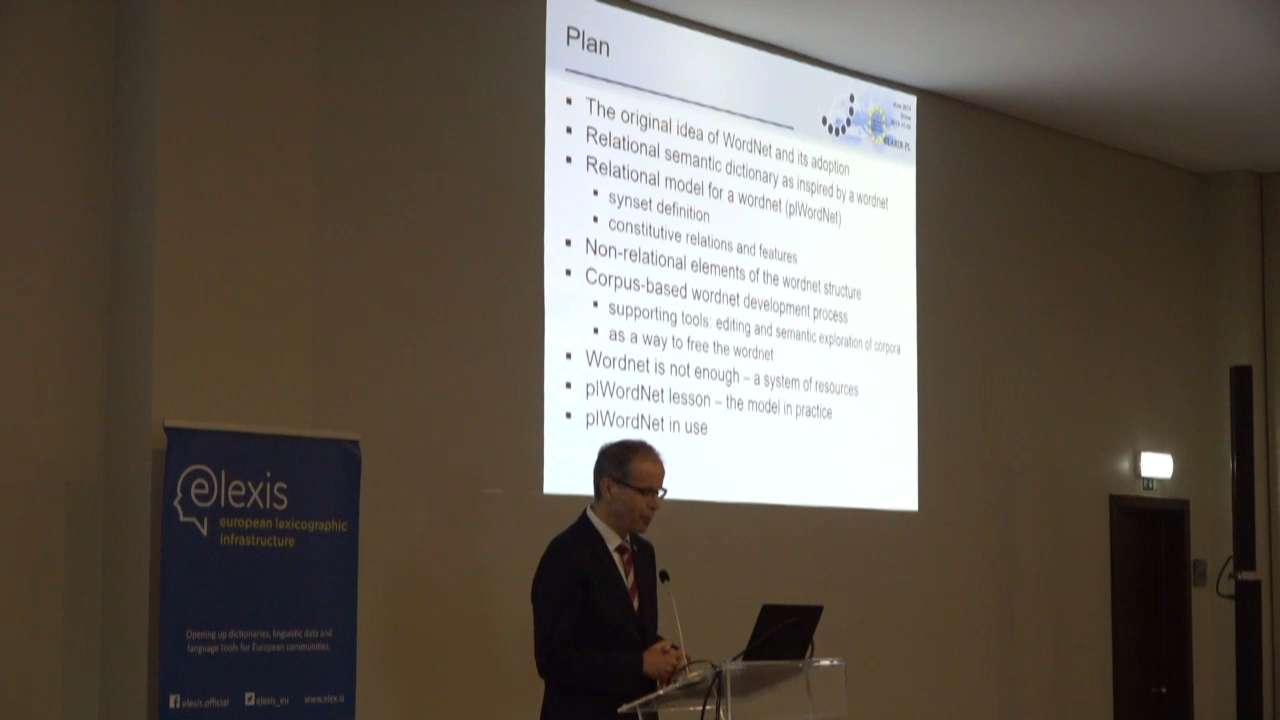 Plan
The original idea of WordNet and its adoption
Relational semantic dictionary as inspired by a wordnet
Relational model for a wordnet (plWordNet)
synset definition
constitutive relations and features
Non-relational elements of the wordnet structure
Corpus-based wordnet development process
supporting tools: editing and semantic exploration of corpora
as a way to free the wordnet
Wordnet is not enough – a system of resources
plWordNet lesson – the model in practice
plWordNet in use
elexis
european lexicographic
infrastructure
Opening up dictionaries, linguistic data and
language tools for European communities.
elexis.official elexis_eu www.elex.is